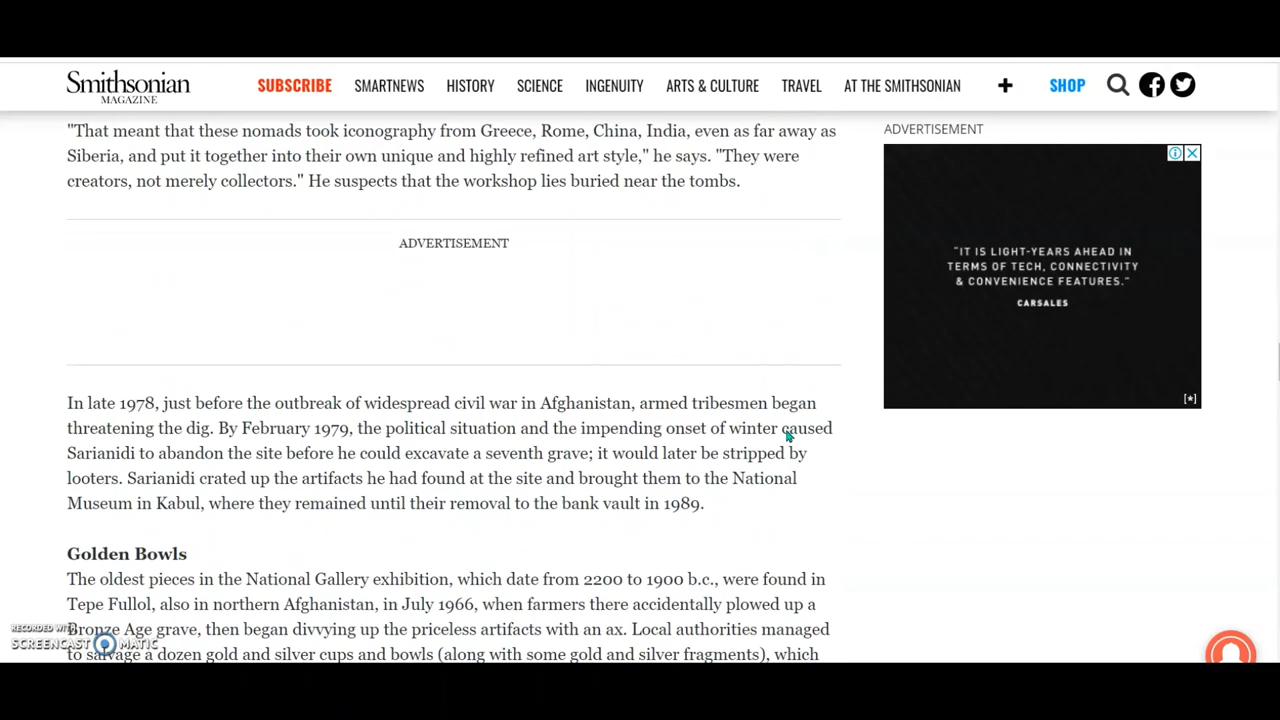 Smithsonian
MAGAZINE
SUBSCRIBE SMARTNEWS HISTORY SCIENCE INGENUITY ARTS & CULTURE TRAVEL AT THE SMITHSONIAN + SHOP
"That meant that these nomads took iconography from Greece, Rome, China, India, even as far away as
Siberia, and put it together into their own unique and highly refined art style," he says. "They were
creators, not merely collectors." He suspects that the workshop lies buried near the tombs.
ADVERTISEMENT
In late 1978, just before the outbreak of widespread civil war in Afghanistan, armed tribesmen began
threatening the dig. By February 1979, the political situation and the impending onset of winter caused
Sarianidi to abandon the site before he could excavate a seventh grave; it would later be stripped by
looters. Sarianidi crated up the artifacts he had found at the site and brought them to the National
Museum in Kabul, where they remained until their removal to the bank vault in 1989.
Golden Bowls
The oldest pieces in the National Gallery exhibition, which date from 2200 to 1900 b.c., were found in
Tepe Fullol, also in northern Afghanistan, in July 1966, when farmers there accidentally plowed up a
Bronze Age grave, then began divvying up the priceless artifacts with an ax. Local authorities managed
to salvage a dozen gold and silver cups and bowls (along with some gold and silver fragments), which
ADVERTISEMENT
"IT IS LIGHT-YEARS AHEAD IN
TERMS OF TECH, CONNECTIVITY
& CONVENIENCE FEATURES."
CARSALES
[★]
RECORDED WITH
SCREENCAST MATIC